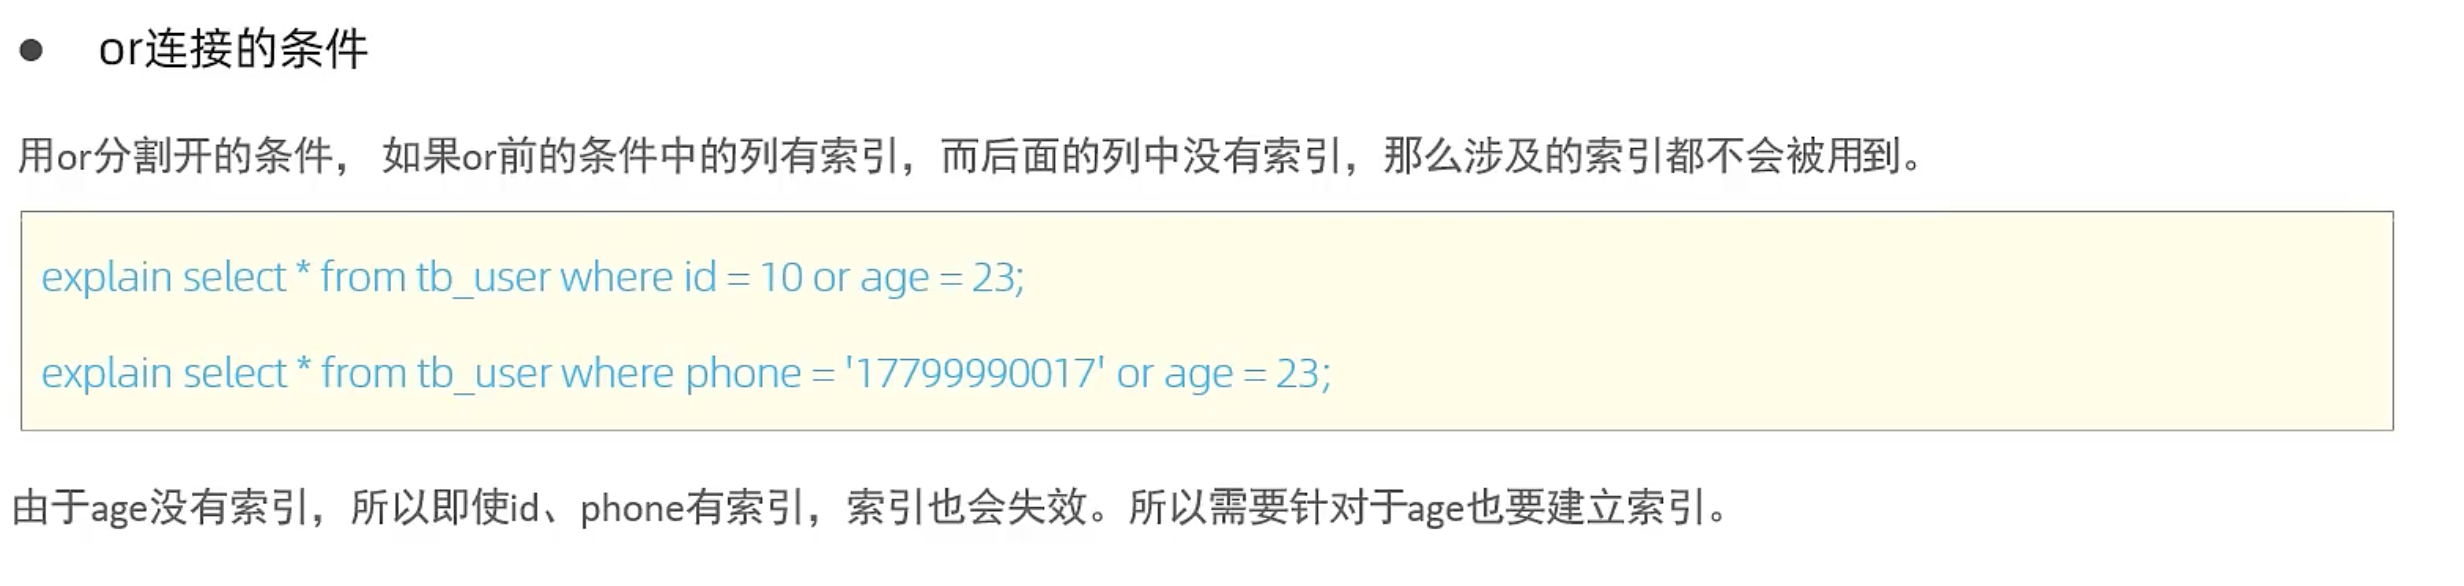 ● or连接的条件
用or分割开的条件， 如果or前的条件中的列有索引，而后面的列中没有索引，那么涉及的索引都不会被用到。
explain select * from tb_user where id = 10 or age = 23;
explain select * from tb_user where phone = '17799990017' or age = 23;
由于age没有索引，所以即使id、phone有索引，索引也会失效。所以需要针对于age也要建立索引。